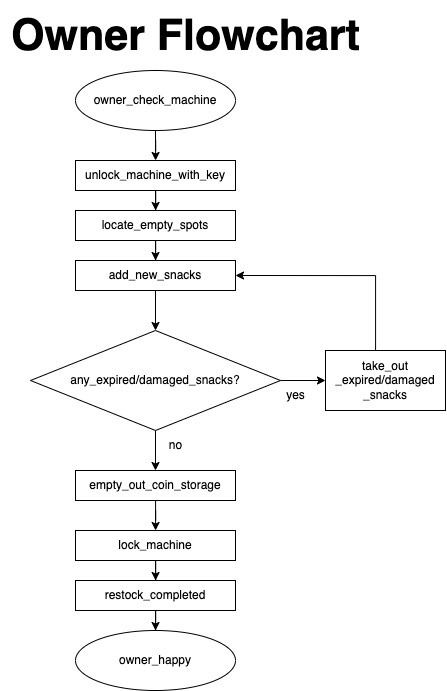 Owner Flowchart
owner_check_machine
unlock_machine_with_key
locate_empty_spots
add_new_snacks
any_expired/damaged_snacks?
yes
take_out
_expired/damaged
_snacks
no
empty_out_coin_storage
lock_machine
restock_completed
owner_happy